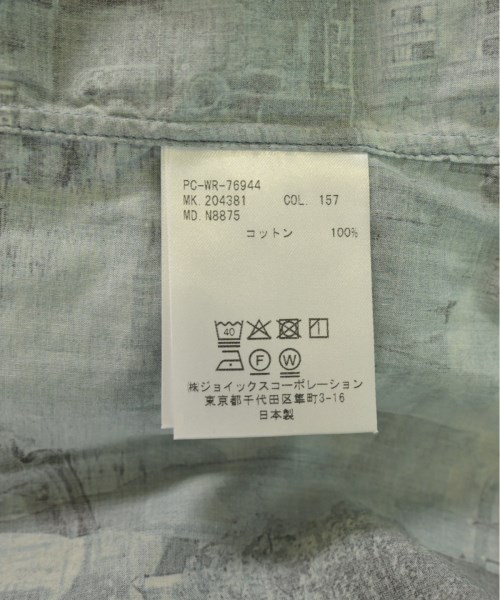 PC-WR-76944
MK. 204381 COL. 157
MD. N8875
コットン 100%
40
F W
㈱ジョイックスコーポレーション
東京都千代田区隼町3-16
日本製